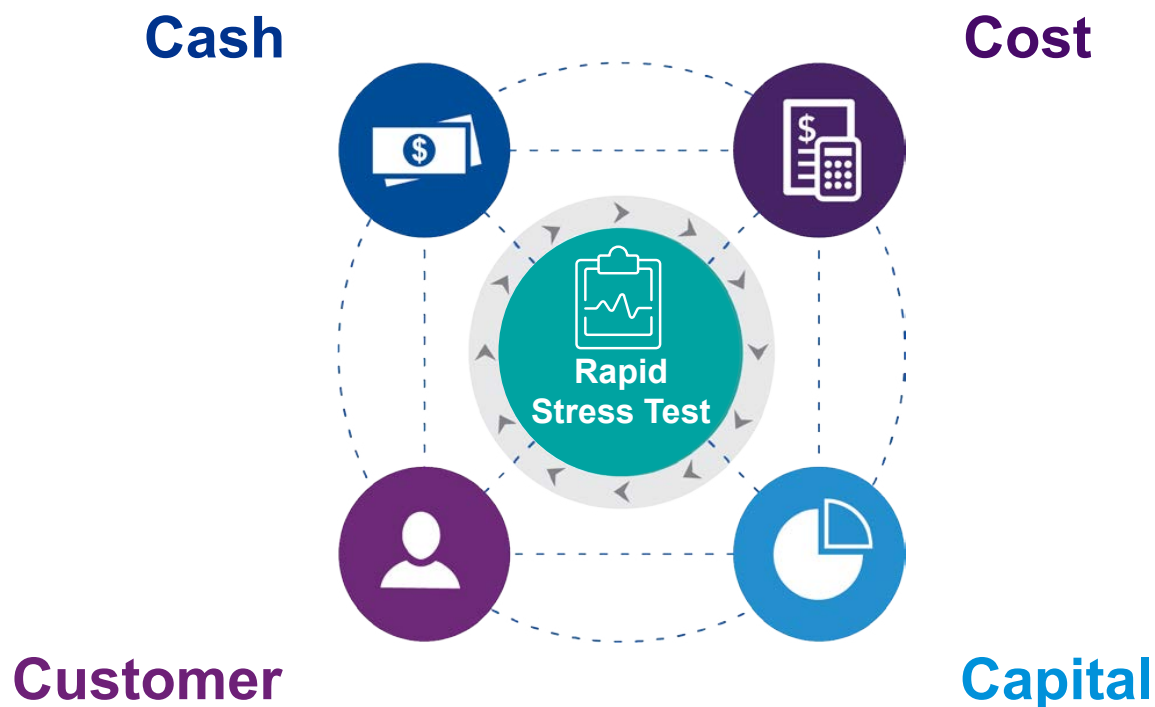 Cash
Cost
$
$
Rapid
Stress Test
Customer
Capital